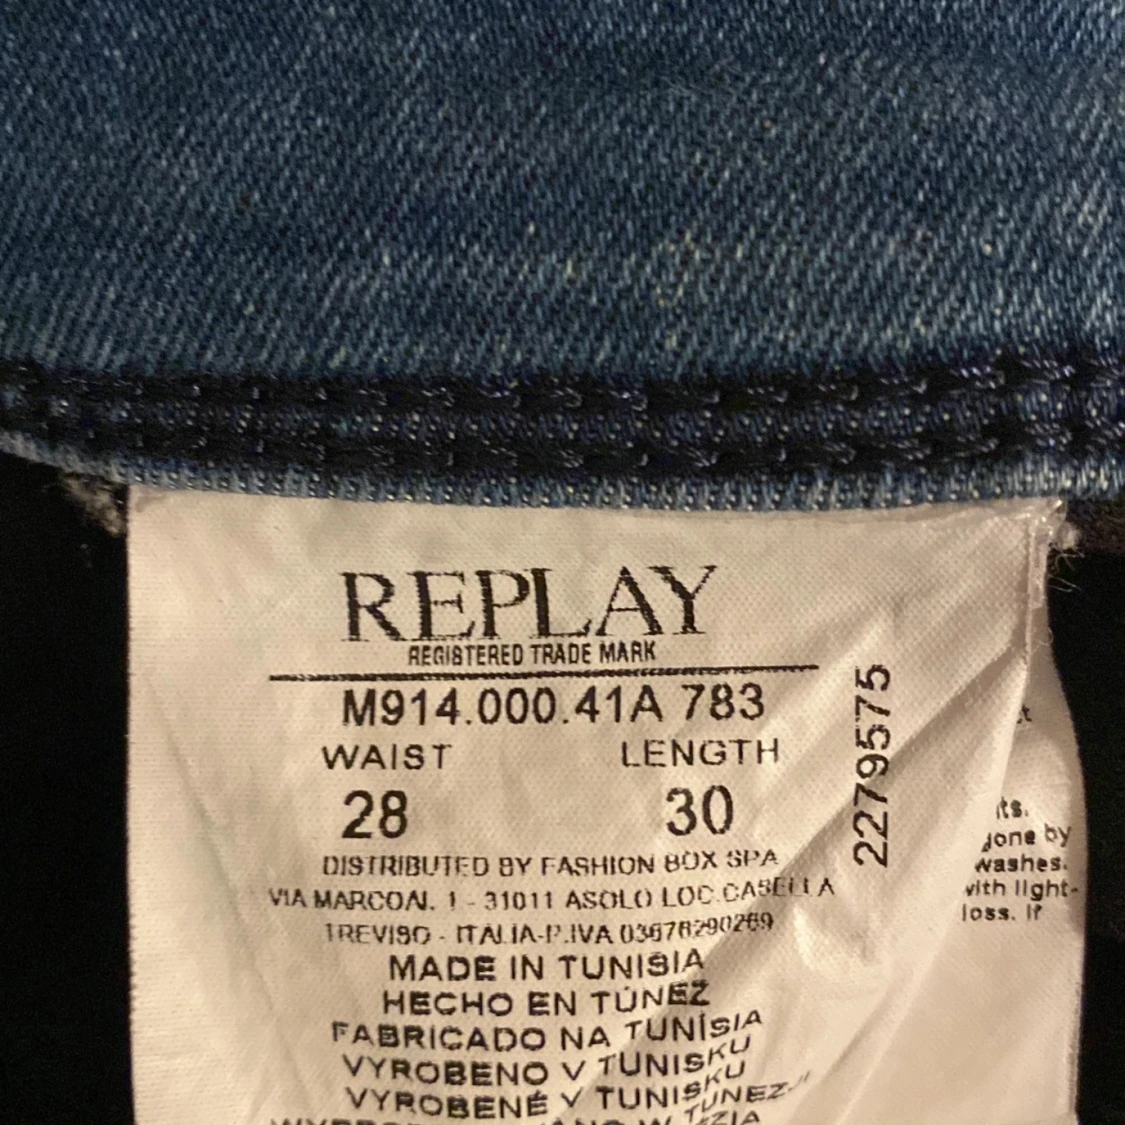 REPLAY
REGISTERED TRADE MARK
M914.000.41A 783
WAIST LENGTH
28 30
2279575
DISTRIBUTED BY FASHION BOX SPA
VIA MARCONI, 1 - 31011 ASOLO LOC.CASELLA
TREVISO - ITALIA-P.IVA 03678290269
MADE IN TUNISIA
HECHO EN TÚNEZ
FABRICADO NA TUNÍSIA
VYROBENO V TUNISKU
VYROBENÉ V TUNISKU
W TUNEZJI
washes.
with light-
loss. If